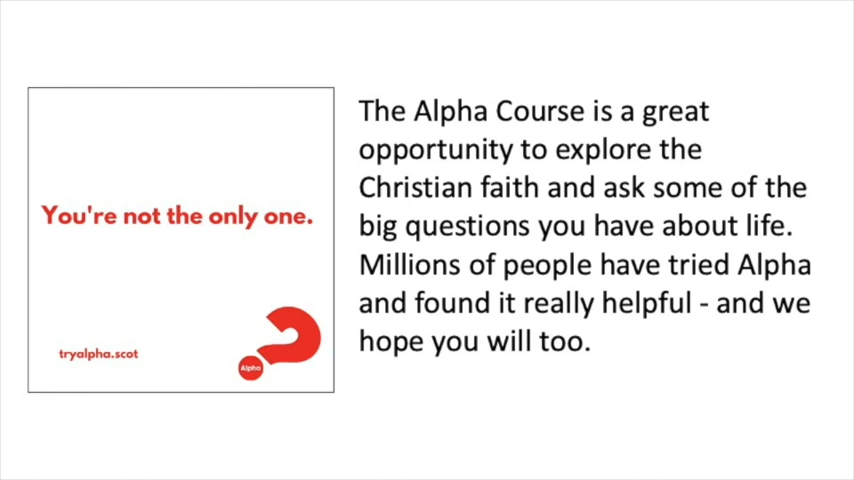 You're not the only one.
tryalpha.scot
Alpha
The Alpha Course is a great
opportunity to explore the
Christian faith and ask some of the
big questions you have about life.
Millions of people have tried Alpha
and found it really helpful - and we
hope you will too.